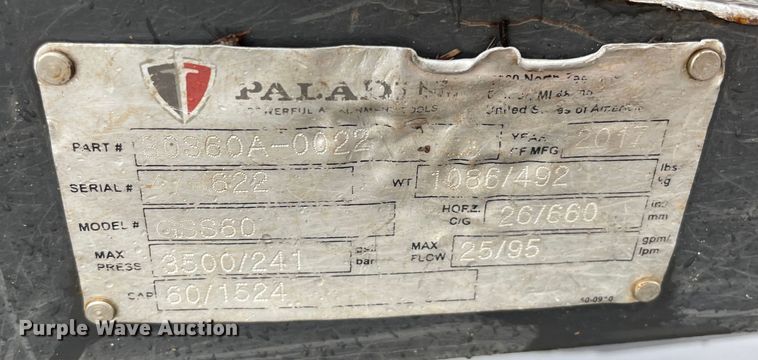 PALADIN
POWERFUL ATTACHMENT TOOLS
United States of America
PART # 30360A-0022
YEAR OF MFG 2017
SERIAL # 622
WT 1086/492 lbs kg
MODEL #
HORZ. C/G 26/660 in/ mm
MAX PRESS 3500/241 psi/ bar
MAX FLOW 25/95 gpm/ lpm
CAP 60/1524
Purple Wave Auction